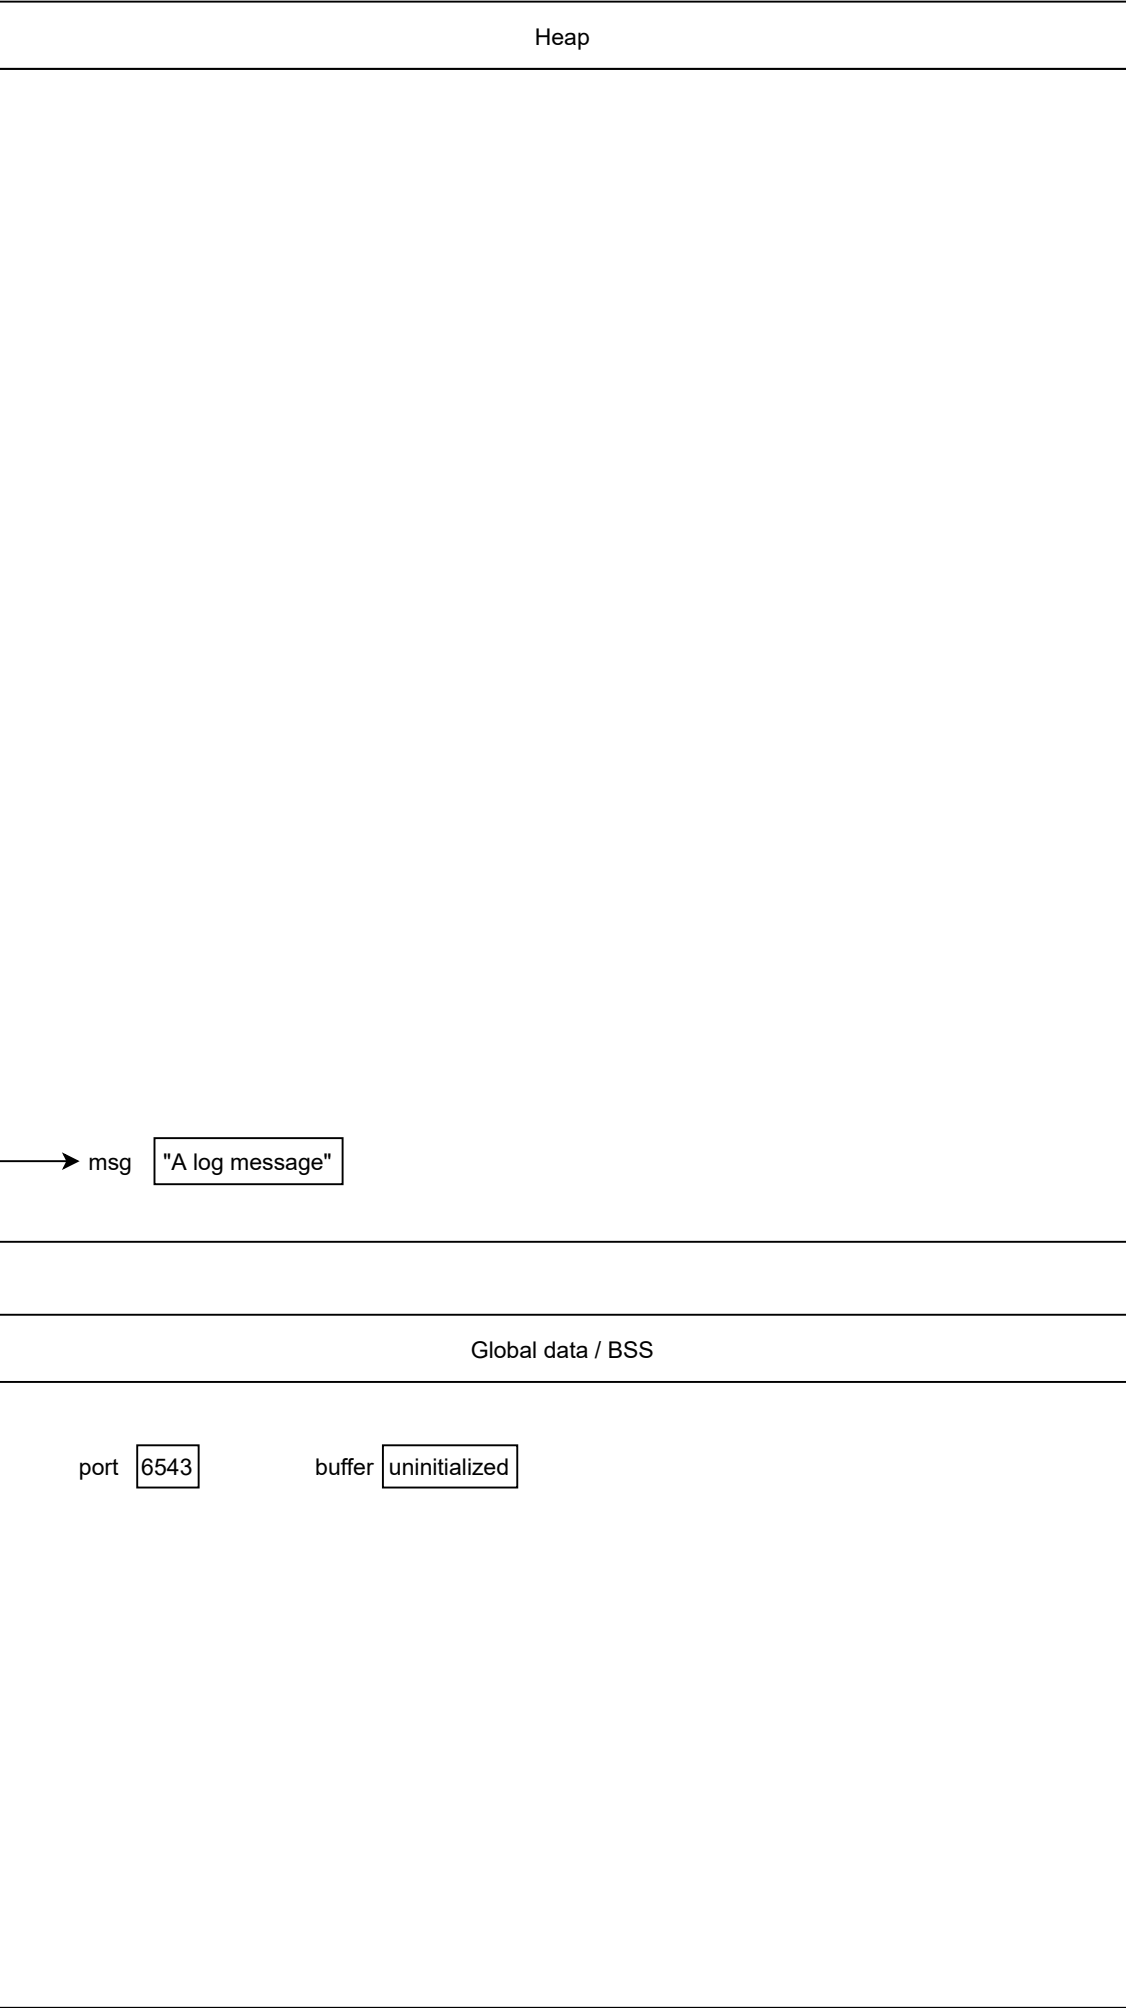 Heap
msg "A log message"
Global data / BSS
port 6543 buffer uninitialized